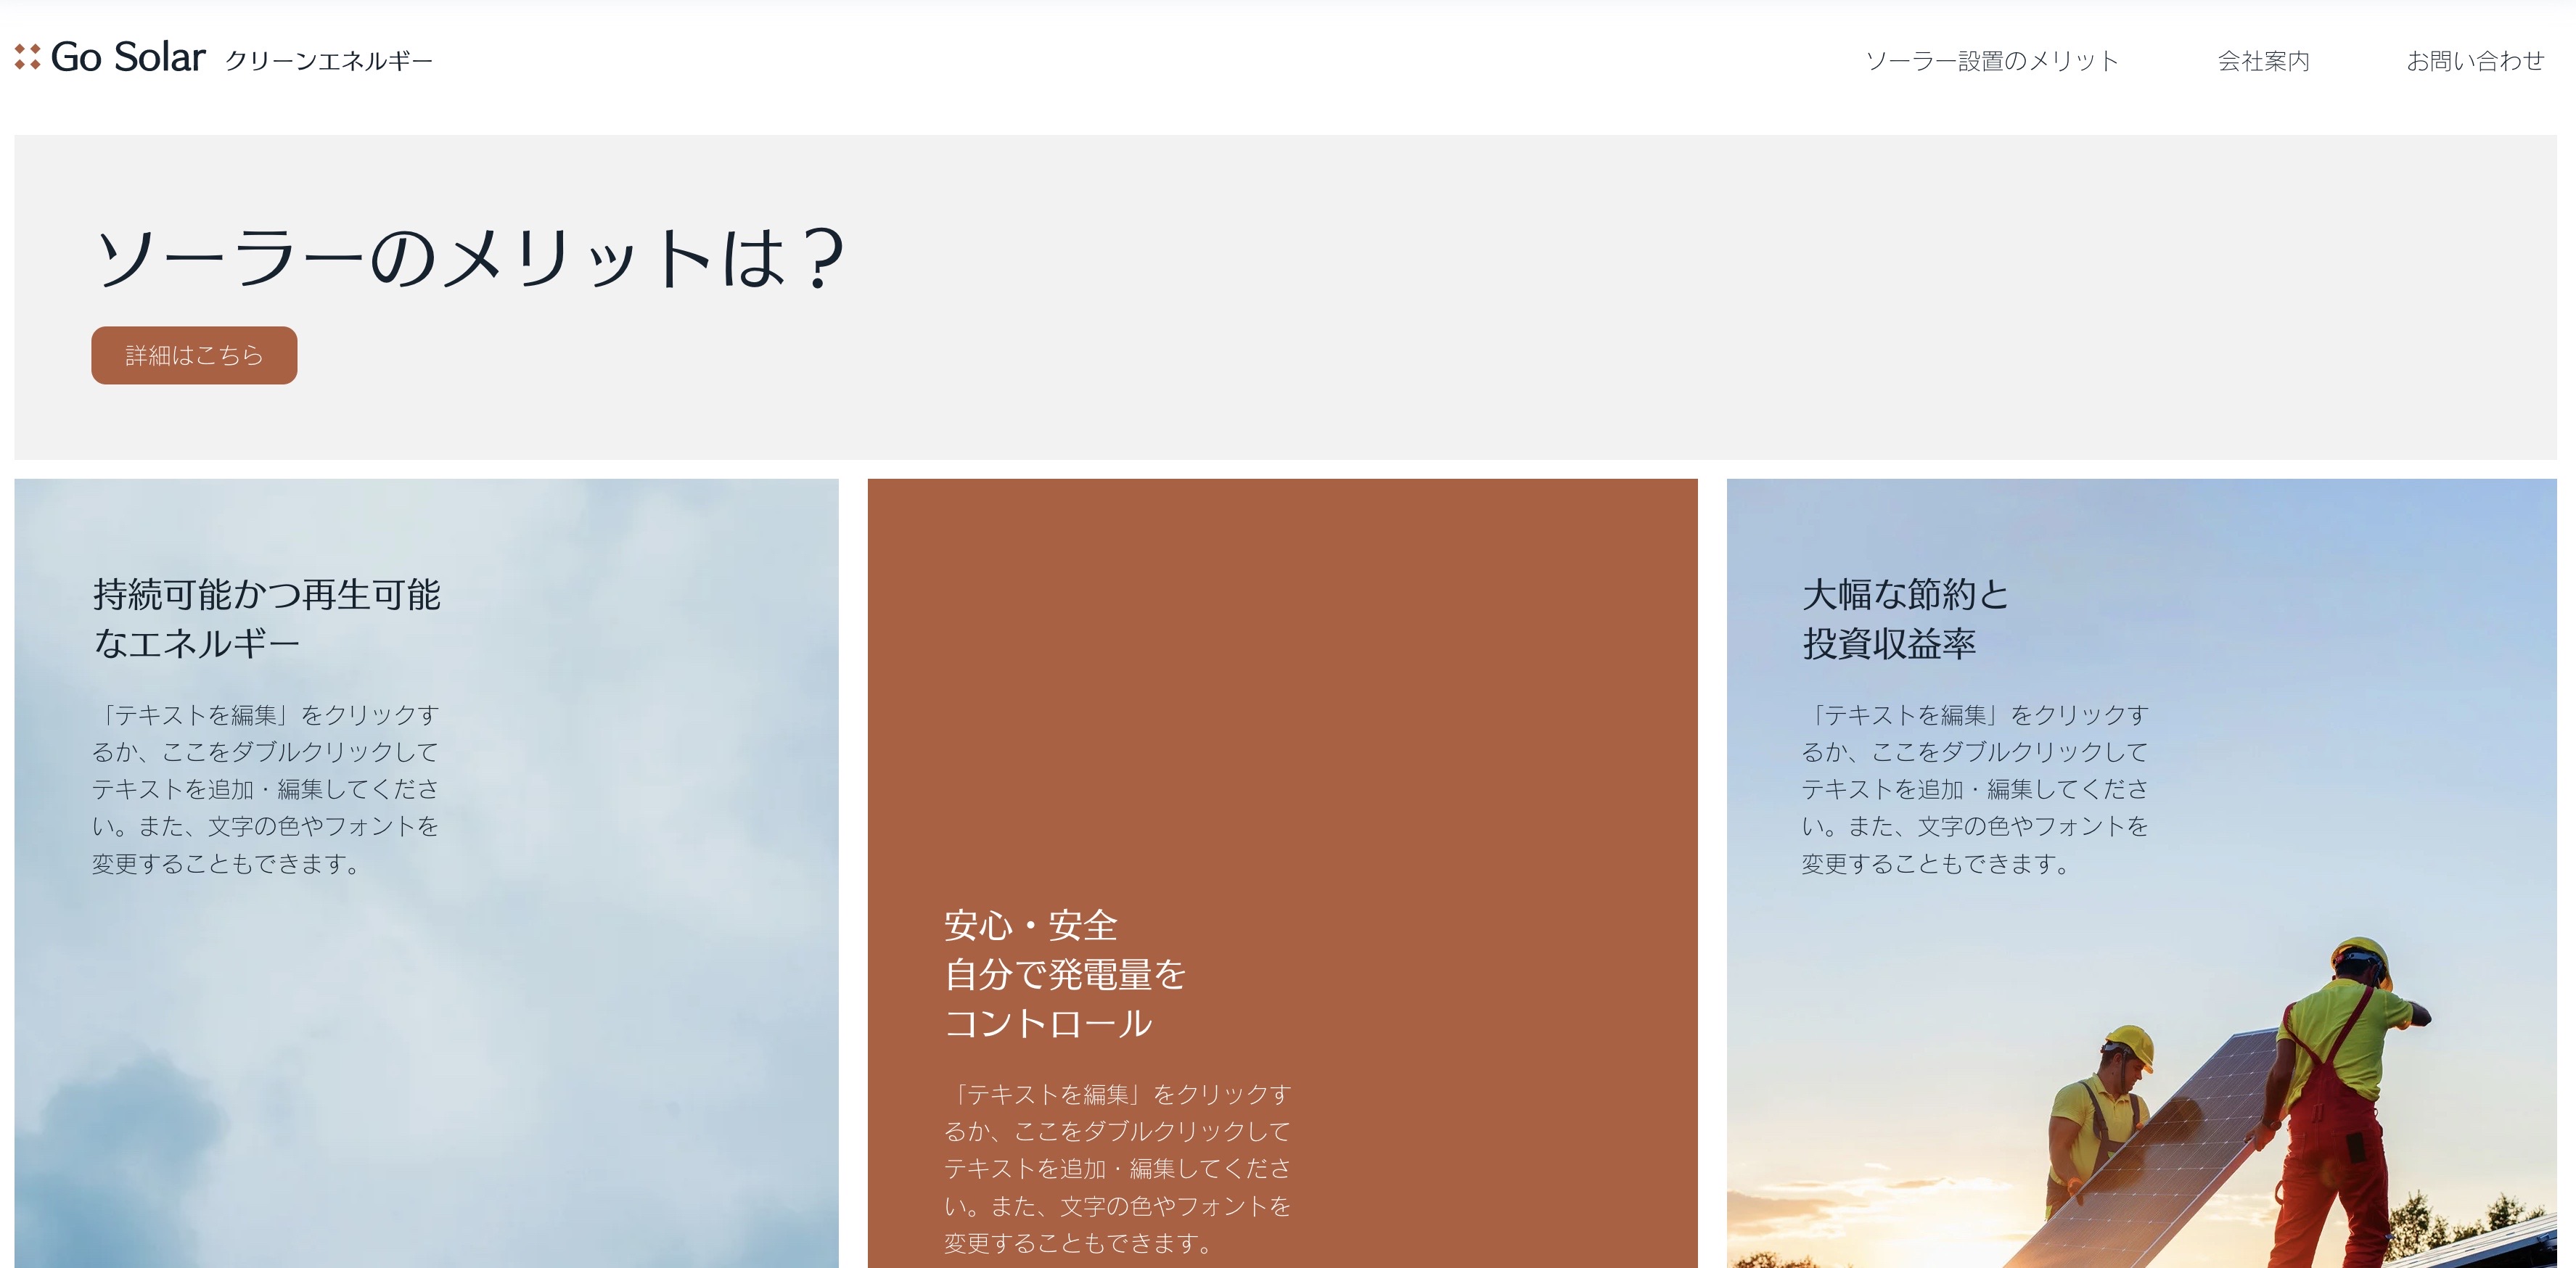 Go Solar クリーンエネルギー
ソーラー設置のメリット
会社案内
お問い合わせ
ソーラーのメリットは？
詳細はこちら
持続可能かつ再生可能
なエネルギー
「テキストを編集」をクリックす
るか、ここをダブルクリックして
テキストを追加・編集してくださ
い。また、文字の色やフォントを
変更することもできます。
安心・安全
自分で発電量を
コントロール
「テキストを編集」をクリックす
るか、ここをダブルクリックして
テキストを追加・編集してくださ
い。また、文字の色やフォントを
変更することもできます。
大幅な節約と
投資収益率
「テキストを編集」をクリックす
るか、ここをダブルクリックして
テキストを追加・編集してくださ
い。また、文字の色やフォントを
変更することもできます。